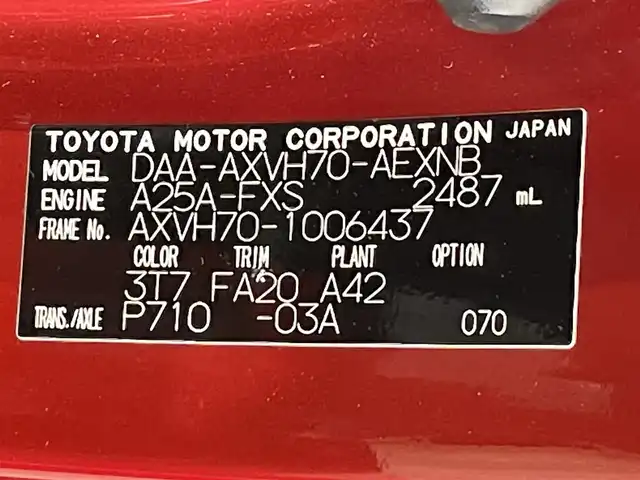 TOYOTA MOTOR CORPORATION JAPAN
MODEL DAA-AXVH70-AEXNB
ENGINE A25A-FXS 2487 mL
FRAME No. AXVH70-1006437
COLOR TRIM PLANT OPTION
3T7 FA20 A42
TRANS./AXLE P710 -03A 070